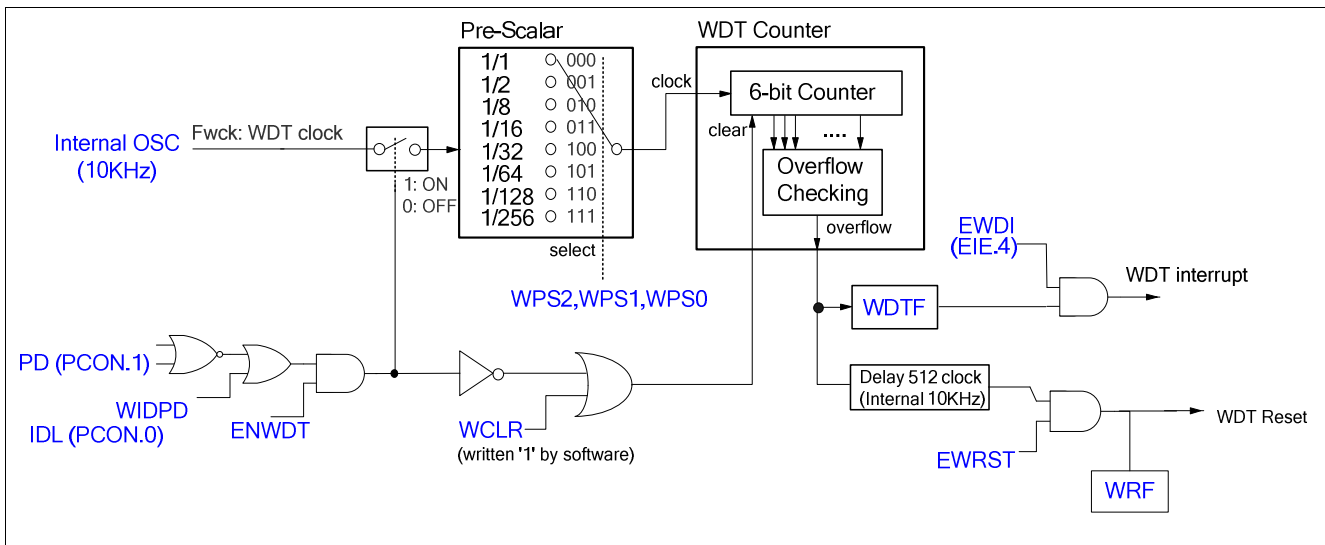 Pre-Scalar
WDT Counter
1/1 000
1/2 001
1/8 010
1/16 011
1/32 100
1/64 101
1/128 110
1/256 111
select
WPS2,WPS1,WPS0
Internal OSC
(10KHz)
Fwck: WDT clock
1: ON
0: OFF
clock
6-bit Counter
clear
....
Overflow
Checking
overflow
EWDI
(EIE.4)
WDT interrupt
WDTF
PD (PCON.1)
WIDPD
IDL (PCON.0)
ENWDT
WCLR
(written '1' by software)
Delay 512 clock
(Internal 10KHz)
EWRST
WDT Reset
WRF